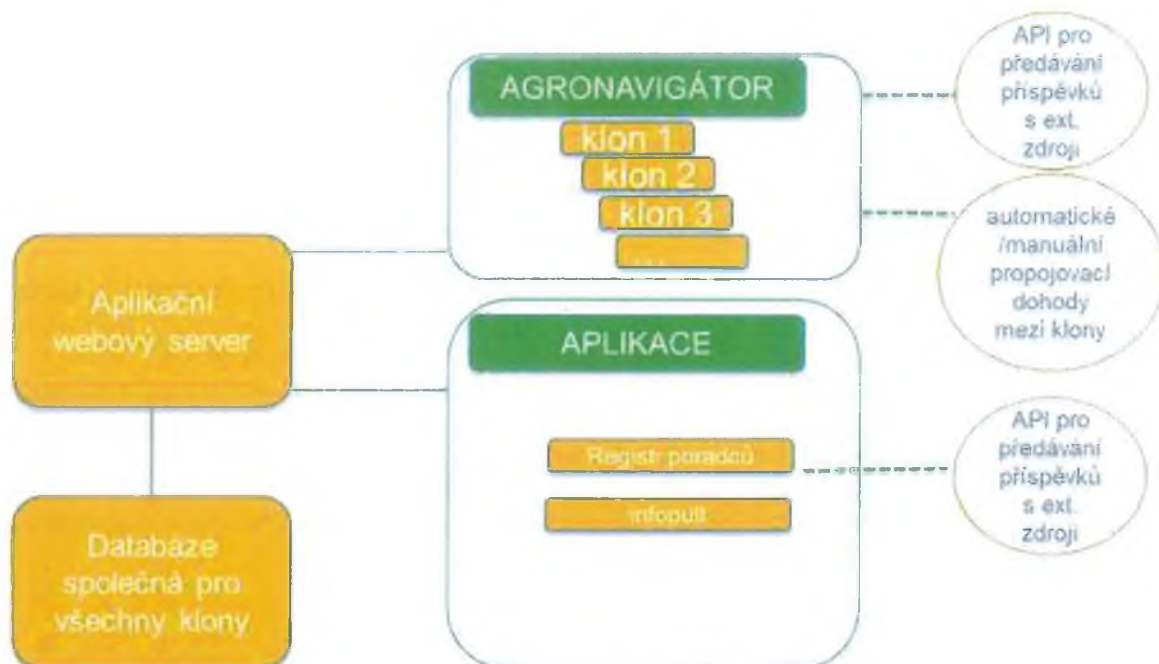 AGRONAVIGÁTOR
klon 1
klon 2
klon 3
...
API pro
předávání
příspěvků
s ext.
zdroji
automatické
/manuální
propojovací
dohody
mezi klony
Aplikační
webový server
APLIKACE
Registr poradců
infopult
API pro
předávání
příspěvků
s ext.
zdroji
Databáze
společná pro
všechny klony